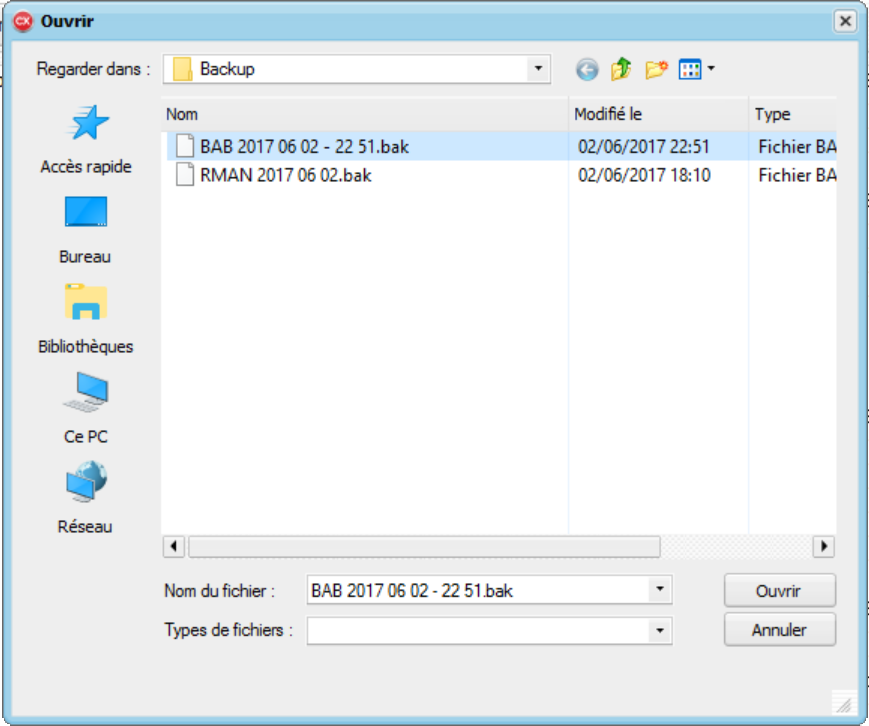 CX Ouvrir
Regarder dans : Backup
Nom Modifié le Type
BAB 2017 06 02 - 22 51.bak 02/06/2017 22:51 Fichier BA
RMAN 2017 06 02.bak 02/06/2017 18:10 Fichier BA
Accès rapide
Bureau
Bibliothèques
Ce PC
Réseau
Nom du fichier : BAB 2017 06 02 - 22 51.bak Ouvrir
Types de fichiers : Annuler